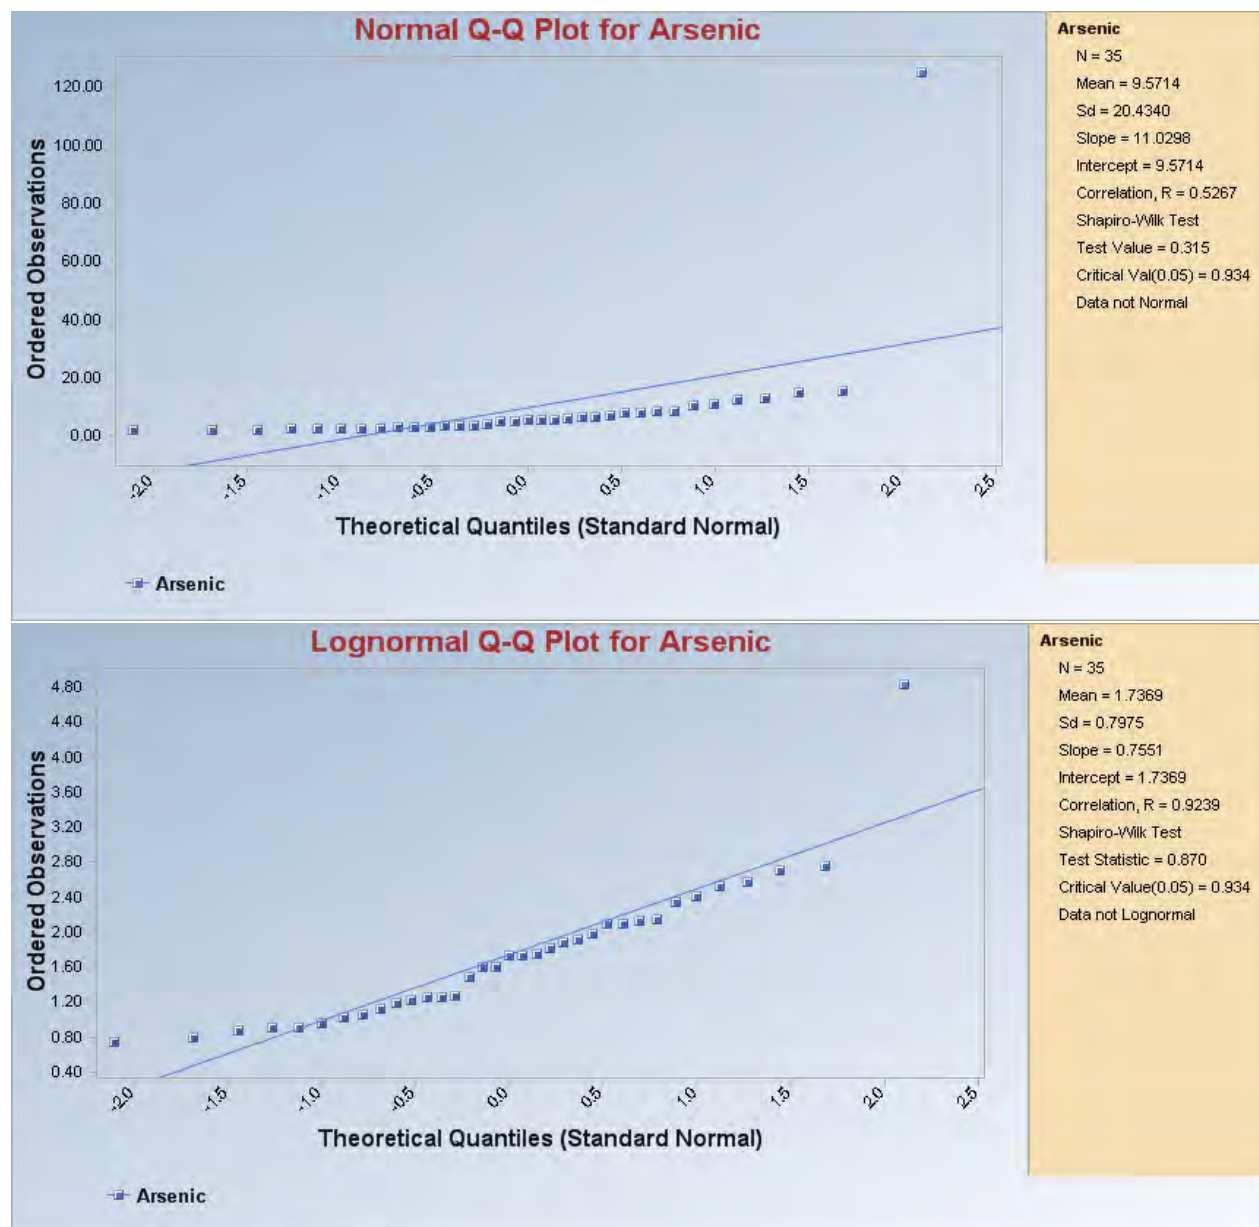 Normal Q-Q Plot for Arsenic
Ordered Observations
120.00
100.00
80.00
60.00
40.00
20.00
0.00
-2.0
-1.5
-1.0
-0.5
0.0
0.5
1.0
1.5
2.0
2.5
Theoretical Quantiles (Standard Normal)
Arsenic
Arsenic
N = 35
Mean = 9.5714
Sd = 20.4340
Slope = 11.0298
Intercept = 9.5714
Correlation, R = 0.5267
Shapiro-Wilk Test
Test Value = 0.315
Critical Val(0.05) = 0.934
Data not Normal
Lognormal Q-Q Plot for Arsenic
Ordered Observations
4.80
4.40
4.00
3.60
3.20
2.80
2.40
2.00
1.60
1.20
0.80
0.40
-2.0
-1.5
-1.0
-0.5
0.0
0.5
1.0
1.5
2.0
2.5
Theoretical Quantiles (Standard Normal)
Arsenic
Arsenic
N = 35
Mean = 1.7369
Sd = 0.7975
Slope = 0.7551
Intercept = 1.7369
Correlation, R = 0.9239
Shapiro-Wilk Test
Test Statistic = 0.870
Critical Value(0.05) = 0.934
Data not Lognormal